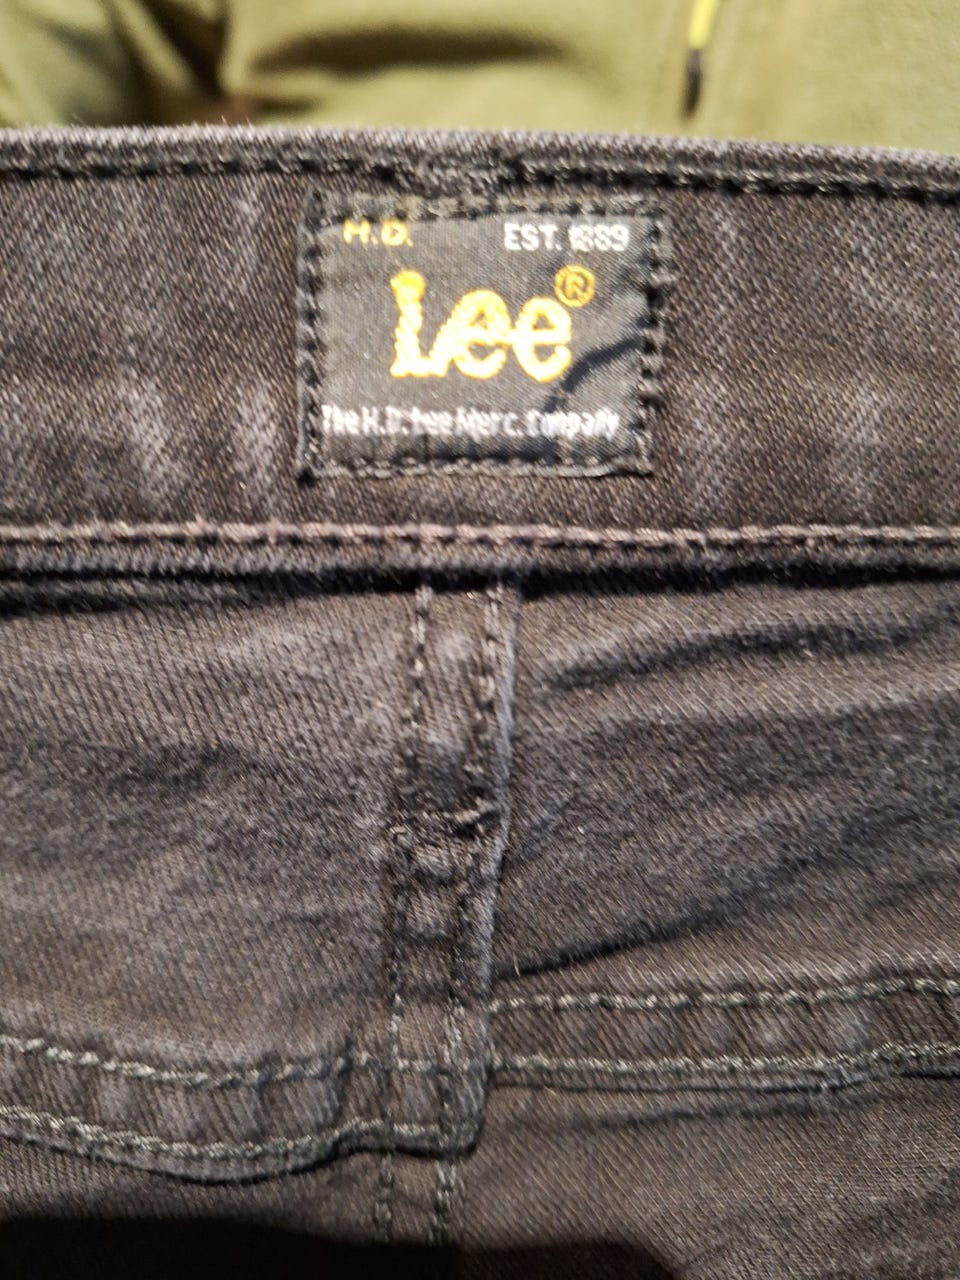 H.D. EST. 1889
Lee®
The H.D. Lee Merc. Company